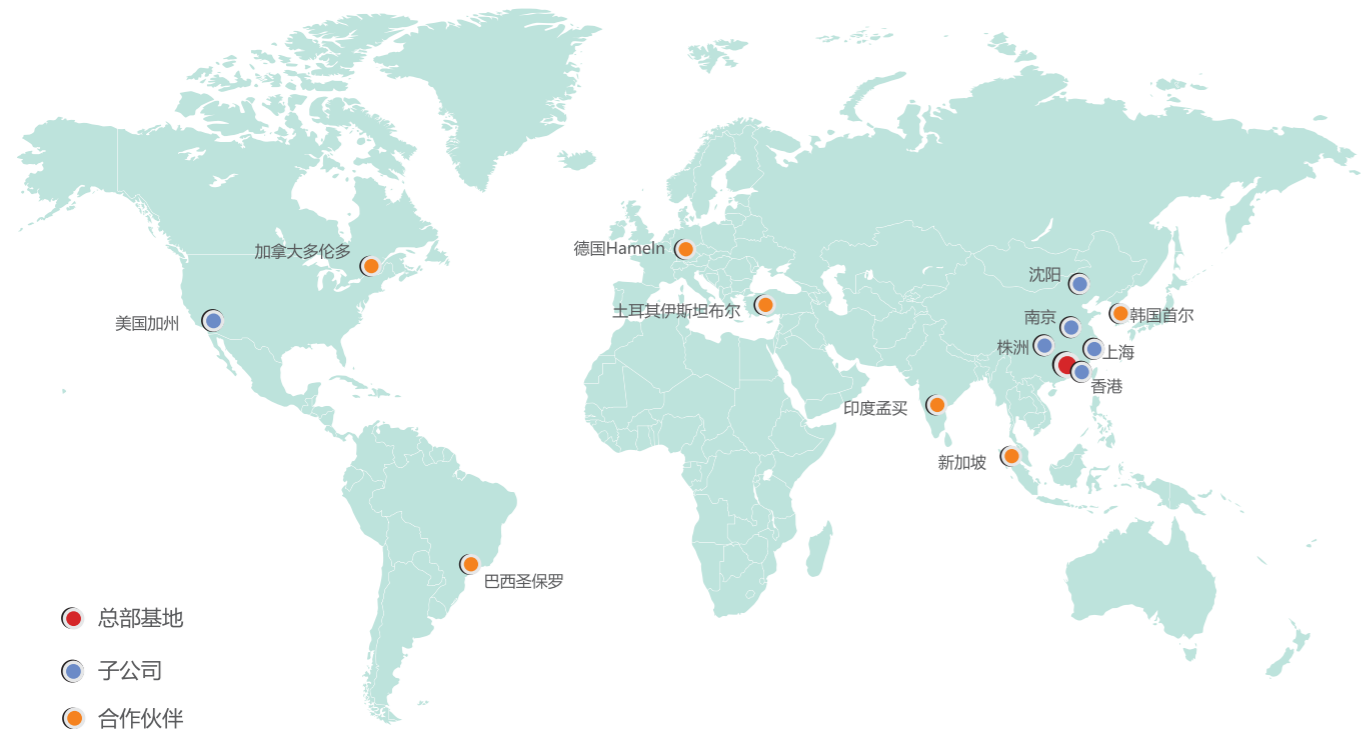 加拿大多伦多
德国Hameln
沈阳
美国加州
土耳其伊斯坦布尔
南京
韩国首尔
株洲
上海
香港
印度孟买
新加坡
巴西圣保罗
总部基地
子公司
合作伙伴